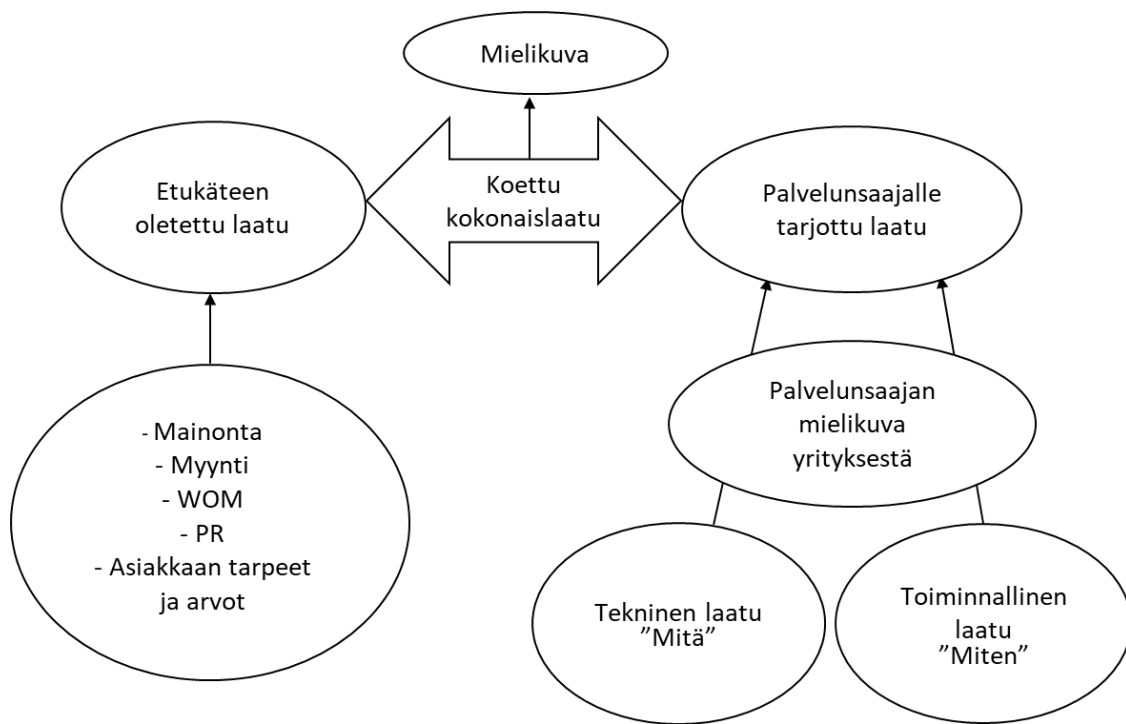 Mielikuva
Etukäteen
oletettu laatu
Koettu
kokonaislaatu
Palvelunsaajalle
tarjottu laatu
- Mainonta
- Myynti
- WOM
- PR
- Asiakkaan tarpeet
ja arvot
Palvelunsaajan
mielikuva
yrityksestä
Tekninen laatu
”Mitä”
Toiminnallinen
laatu
”Miten”